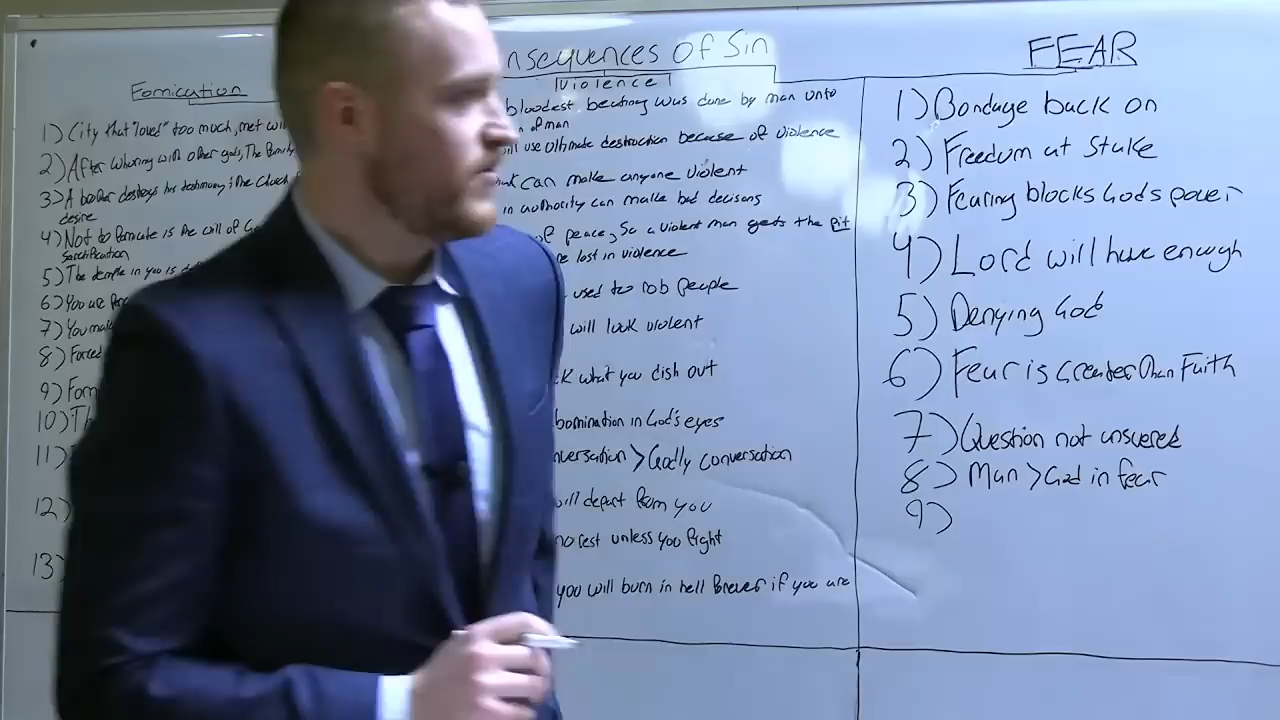 nsequences of Sin
Fornication
1) City that "loved" too much, met
2) After whoring with other gods, The
3) A brother destroys his testimony the Church
desire
4) Not to fornicate is the will of
Sanctification
5) The temple in you is
6) You are
7) You
8) Forced
9) Forn
10) Th
11)
12)
13)
Violence
bloodest beating was done by man unto
n of man
ill use ultimate destruction because of violence
can make anyone violent
in authority can make bad decisions
of peace, So a violent man gets the Pit
re lost in violence
used to rob people
will look violent
what you dish out
bomination in God's eyes
nversation > Godly conversation
ill depart from you
no rest unless you fight
you will burn in hell forever if you are
FEAR
1) Bondage back on
2) Freedom at Stake
3) Fearing blocks Gods power
4) Lord will have enough
5) Denying God
6) Fear is Greater Than Faith
7) Question not answered
8) Man > God in fear
9)